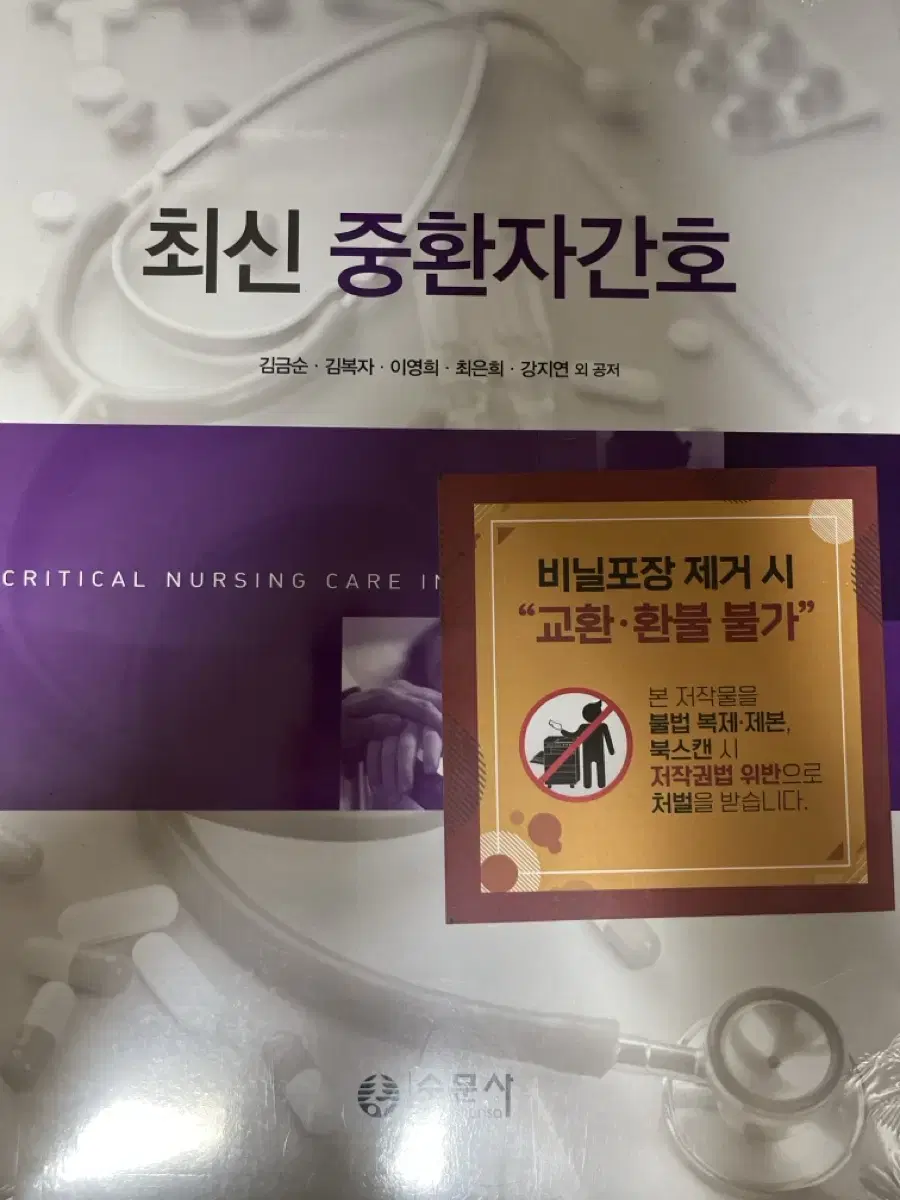 최신 중환자간호
김금순 · 김복자 · 이영희 · 최은희 · 강지연 외 공저
CRITICAL NURSING CARE
비닐포장 제거 시
“교환·환불 불가”
본 저작물을
불법 복제·제본,
북스캔 시
저작권법 위반으로
처벌을 받습니다.
수문사